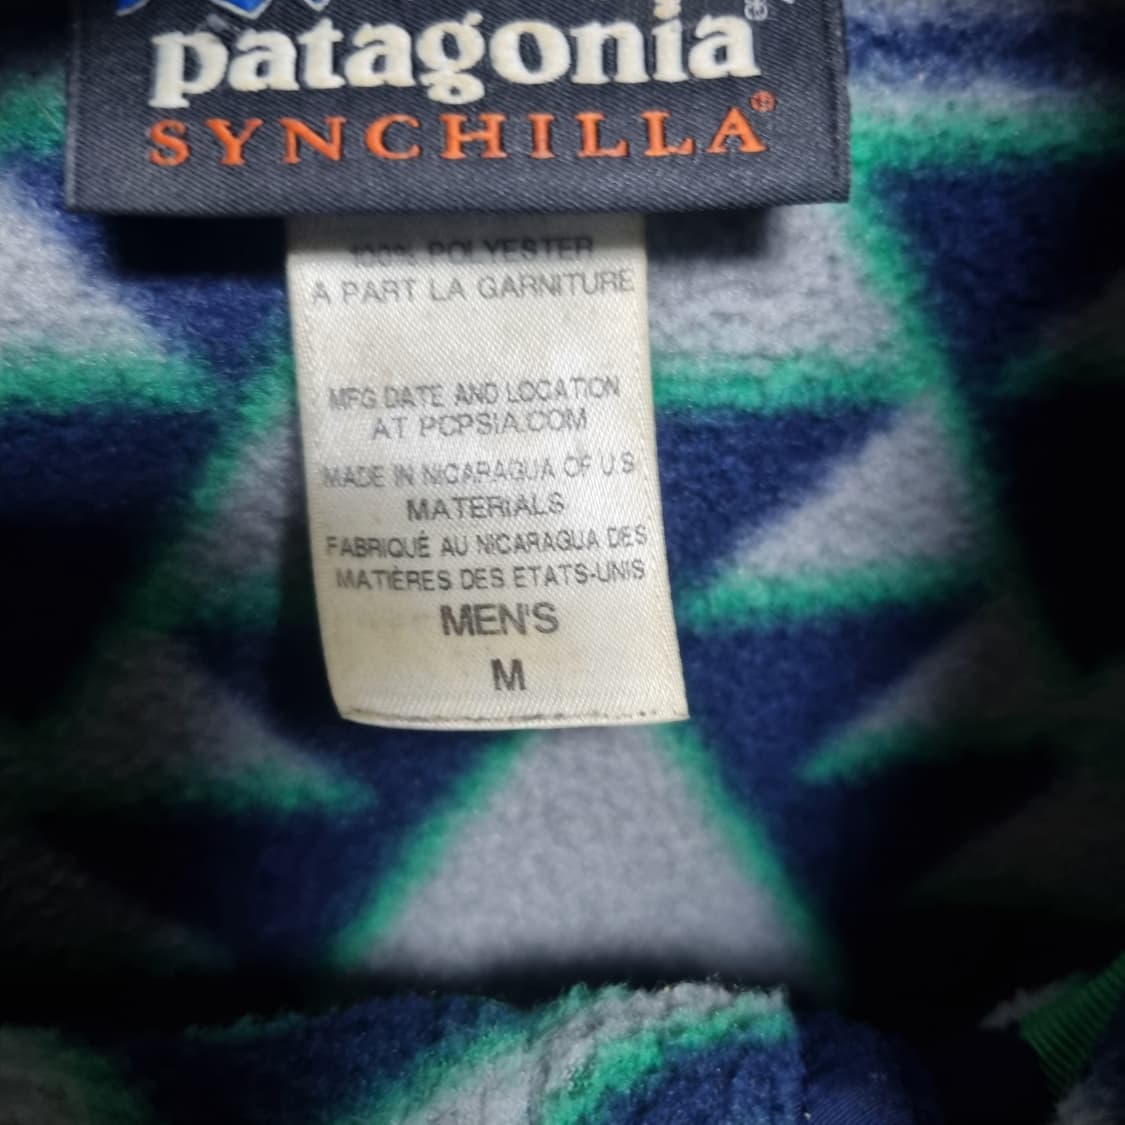 patagonia®
SYNCHILLA®
100% POLYESTER
À PART LA GARNITURE
MFG DATE AND LOCATION
AT PCPSIA.COM
MADE IN NICARAGUA OF U.S
MATERIALS
FABRIQUÉ AU NICARAGUA DES
MATIÈRES DES ETATS-UNIS
MEN'S
M